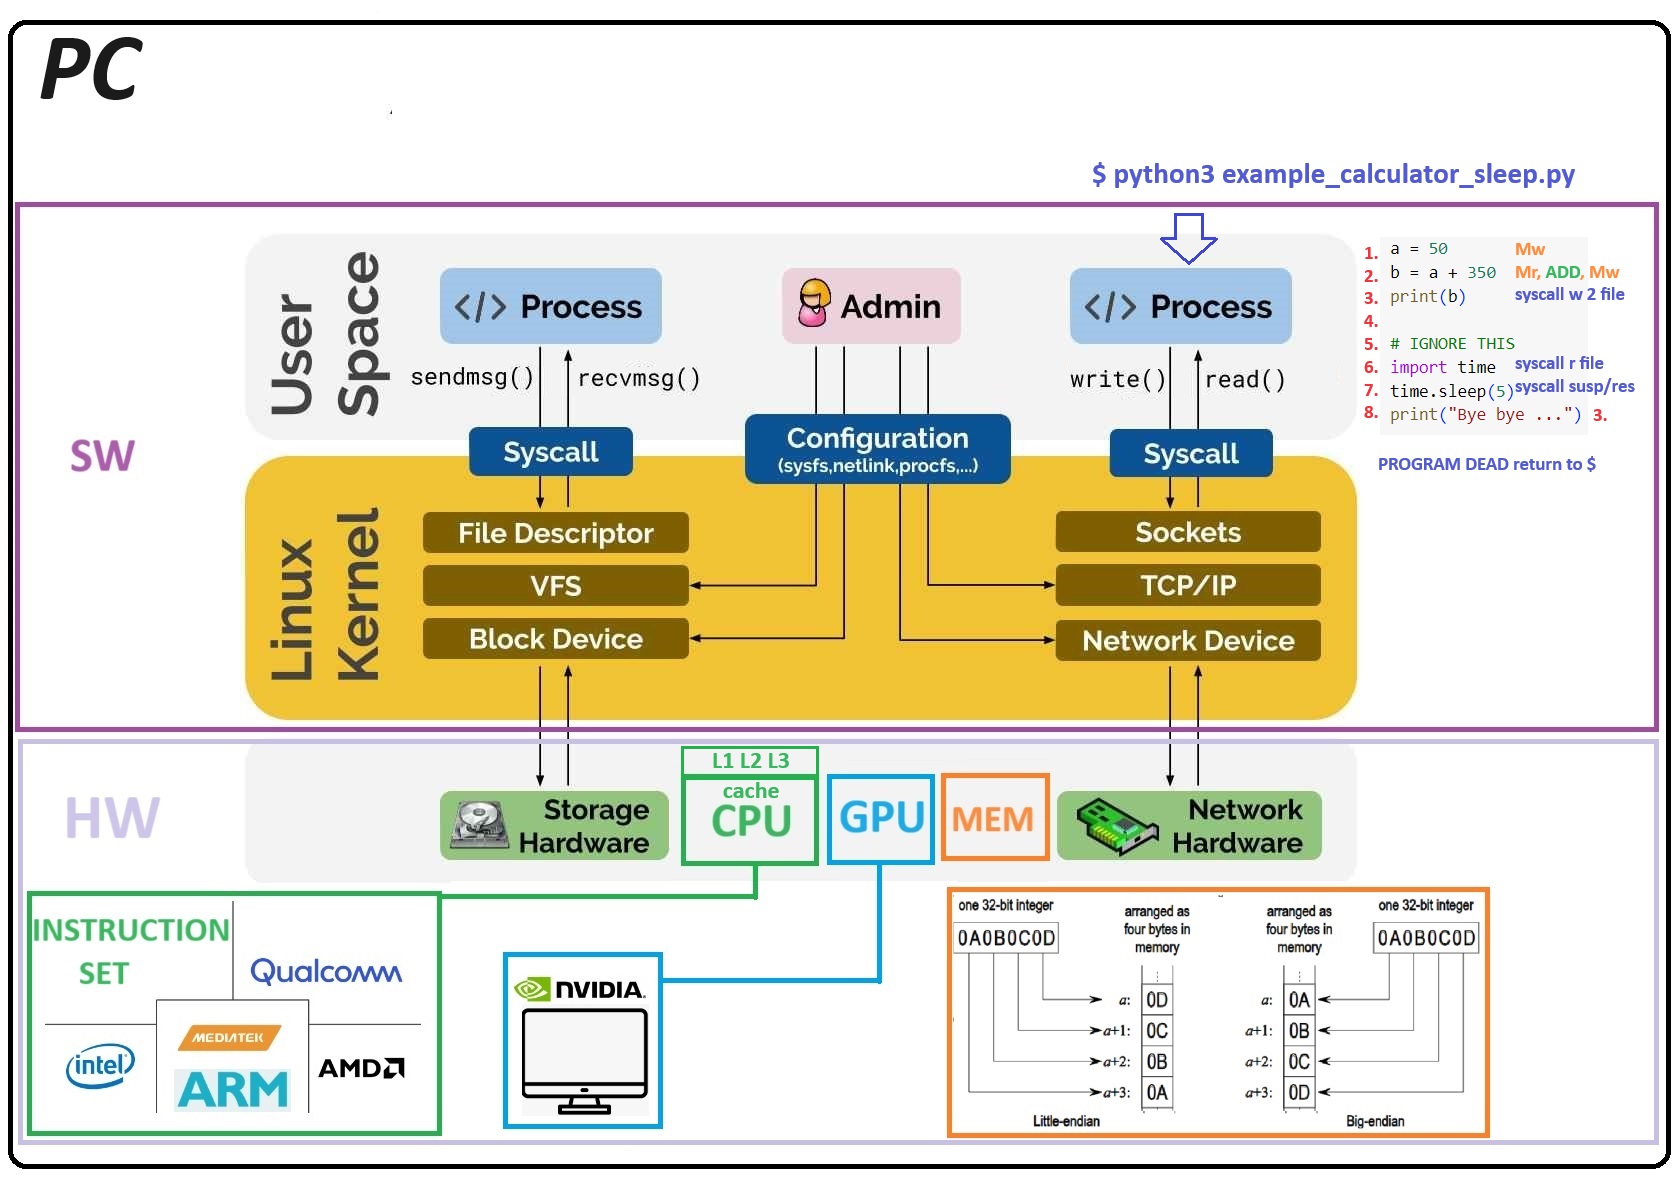 PC
$ python3 example_calculator_sleep.py
SW
User
Space
</> Process
Admin
</> Process
sendmsg()
recvmsg()
write()
read()
Syscall
Configuration
(sysfs,netlink,procfs,...)
Syscall
1. a = 50 Mw
2. b = a + 350 Mr, ADD, Mw
3. print(b) syscall w 2 file
4.
5. # IGNORE THIS
6. import time syscall r file
7. time.sleep(5) syscall susp/res
8. print("Bye bye ...") 3.
PROGRAM DEAD return to $
Linux
Kernel
File Descriptor
VFS
Block Device
Sockets
TCP/IP
Network Device
HW
Storage
Hardware
L1 L2 L3
cache
CPU
GPU
MEM
Network
Hardware
INSTRUCTION
SET
Qualcomm
intel
MEDIATEK
ARM
AMD
NVIDIA.
one 32-bit integer
0A0B0C0D
arranged as
four bytes in
memory
a: 0D
a+1: 0C
a+2: 0B
a+3: 0A
Little-endian
arranged as
four bytes in
memory
one 32-bit integer
0A0B0C0D
a: 0A
a+1: 0B
a+2: 0C
a+3: 0D
Big-endian